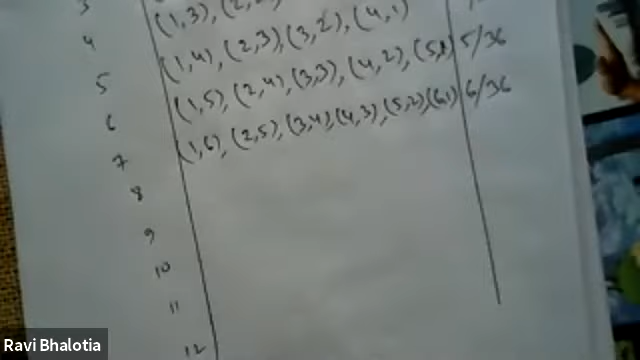 3 (1,3), (2,2)
4 (1,4), (2,3), (3,2), (4,1)
5 (1,5), (2,4), (3,3), (4,2), (5,1) 5/36
6 (1,6), (2,5), (3,4), (4,3), (5,2), (6,1) 6/36
7
8
9
10
11
12
Ravi Bhalotia